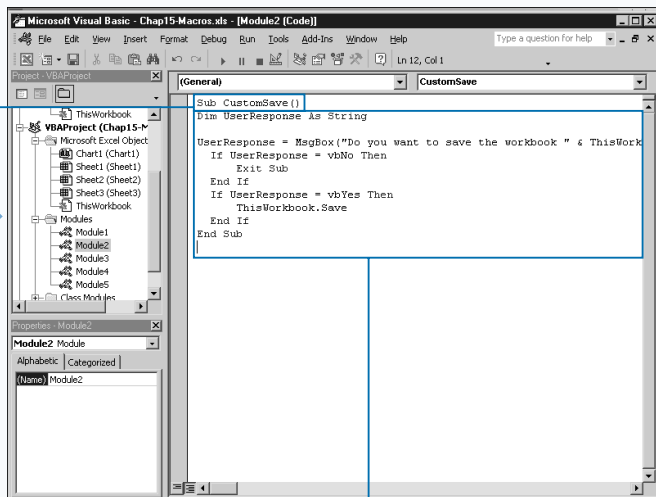 Microsoft Visual Basic - Chap15-Macros.xls - [Module2 (Code)]
File Edit View Insert Format Debug Run Tools Add-Ins Window Help Type a question for help
Ln 12, Col 1
Project - VBAProject
(General) CustomSave
ThisWorkbook
VBAProject (Chap15-M
Microsoft Excel Object
Chart1 (Chart1)
Sheet1 (Sheet1)
Sheet2 (Sheet2)
Sheet3 (Sheet3)
ThisWorkbook
Modules
Module1
Module2
Module3
Module4
Module5
Class Modules
Properties - Module2
Module2 Module
Alphabetic Categorized
(Name) Module2
Sub CustomSave()
Dim UserResponse As String
UserResponse = MsgBox("Do you want to save the workbook " & ThisWork
If UserResponse = vbNo Then
Exit Sub
End If
If UserResponse = vbYes Then
ThisWorkbook.Save
End If
End Sub